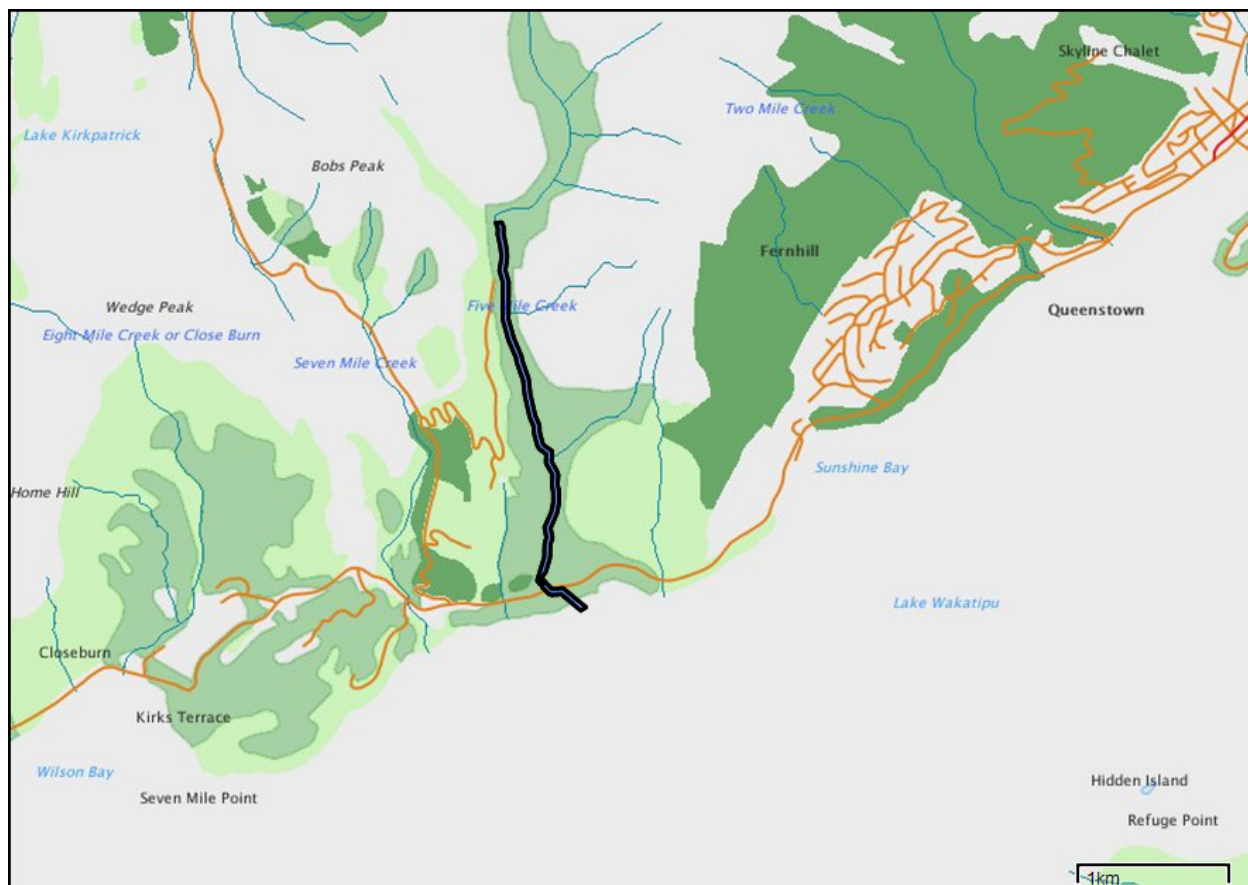 Skyline Chalet
Two Mile Creek
Lake Kirkpatrick
Bobs Peak
Fernhill
Wedge Peak
Five Mile Creek
Queenstown
Eight Mile Creek or Close Burn
Seven Mile Creek
Sunshine Bay
Home Hill
Lake Wakatipu
Closeburn
Kirks Terrace
Wilson Bay
Hidden Island
Seven Mile Point
Refuge Point
1km